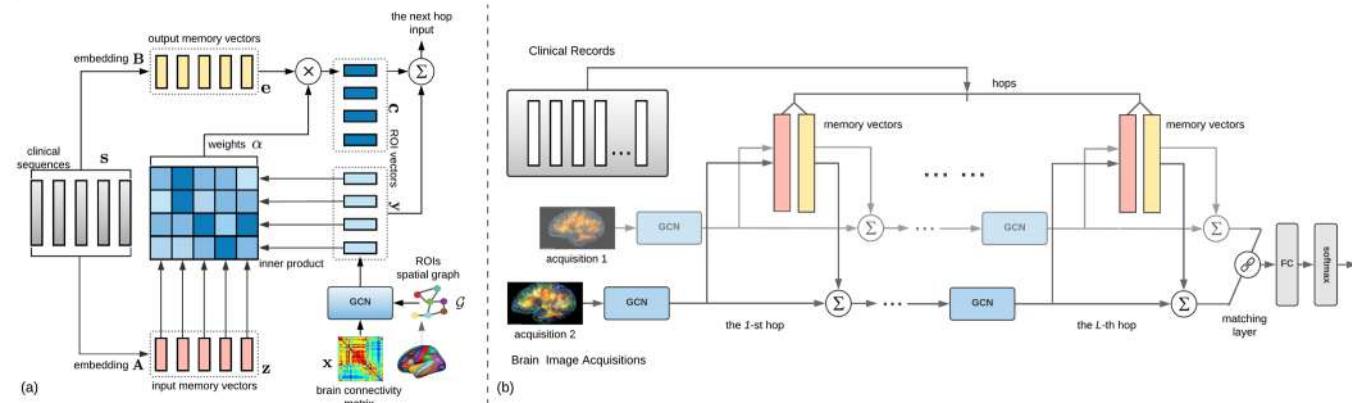 the next hop
input
output memory vectors
embedding B
e
×
Σ
c
ROI vectors
weights α
clinical
sequences
s
y
inner product
ROIs
spatial graph
GCN
G
embedding A
z
input memory vectors
x
brain connectivity
matrix
(a)
Clinical Records
hops
memory vectors
memory vectors
...
... ...
GCN
Σ
...
GCN
Σ
acquisition 1
FC
softmax
GCN
Σ
...
GCN
Σ
acquisition 2
the 1-st hop
the L-th hop
matching
layer
Brain Image Acquisitions
(b)